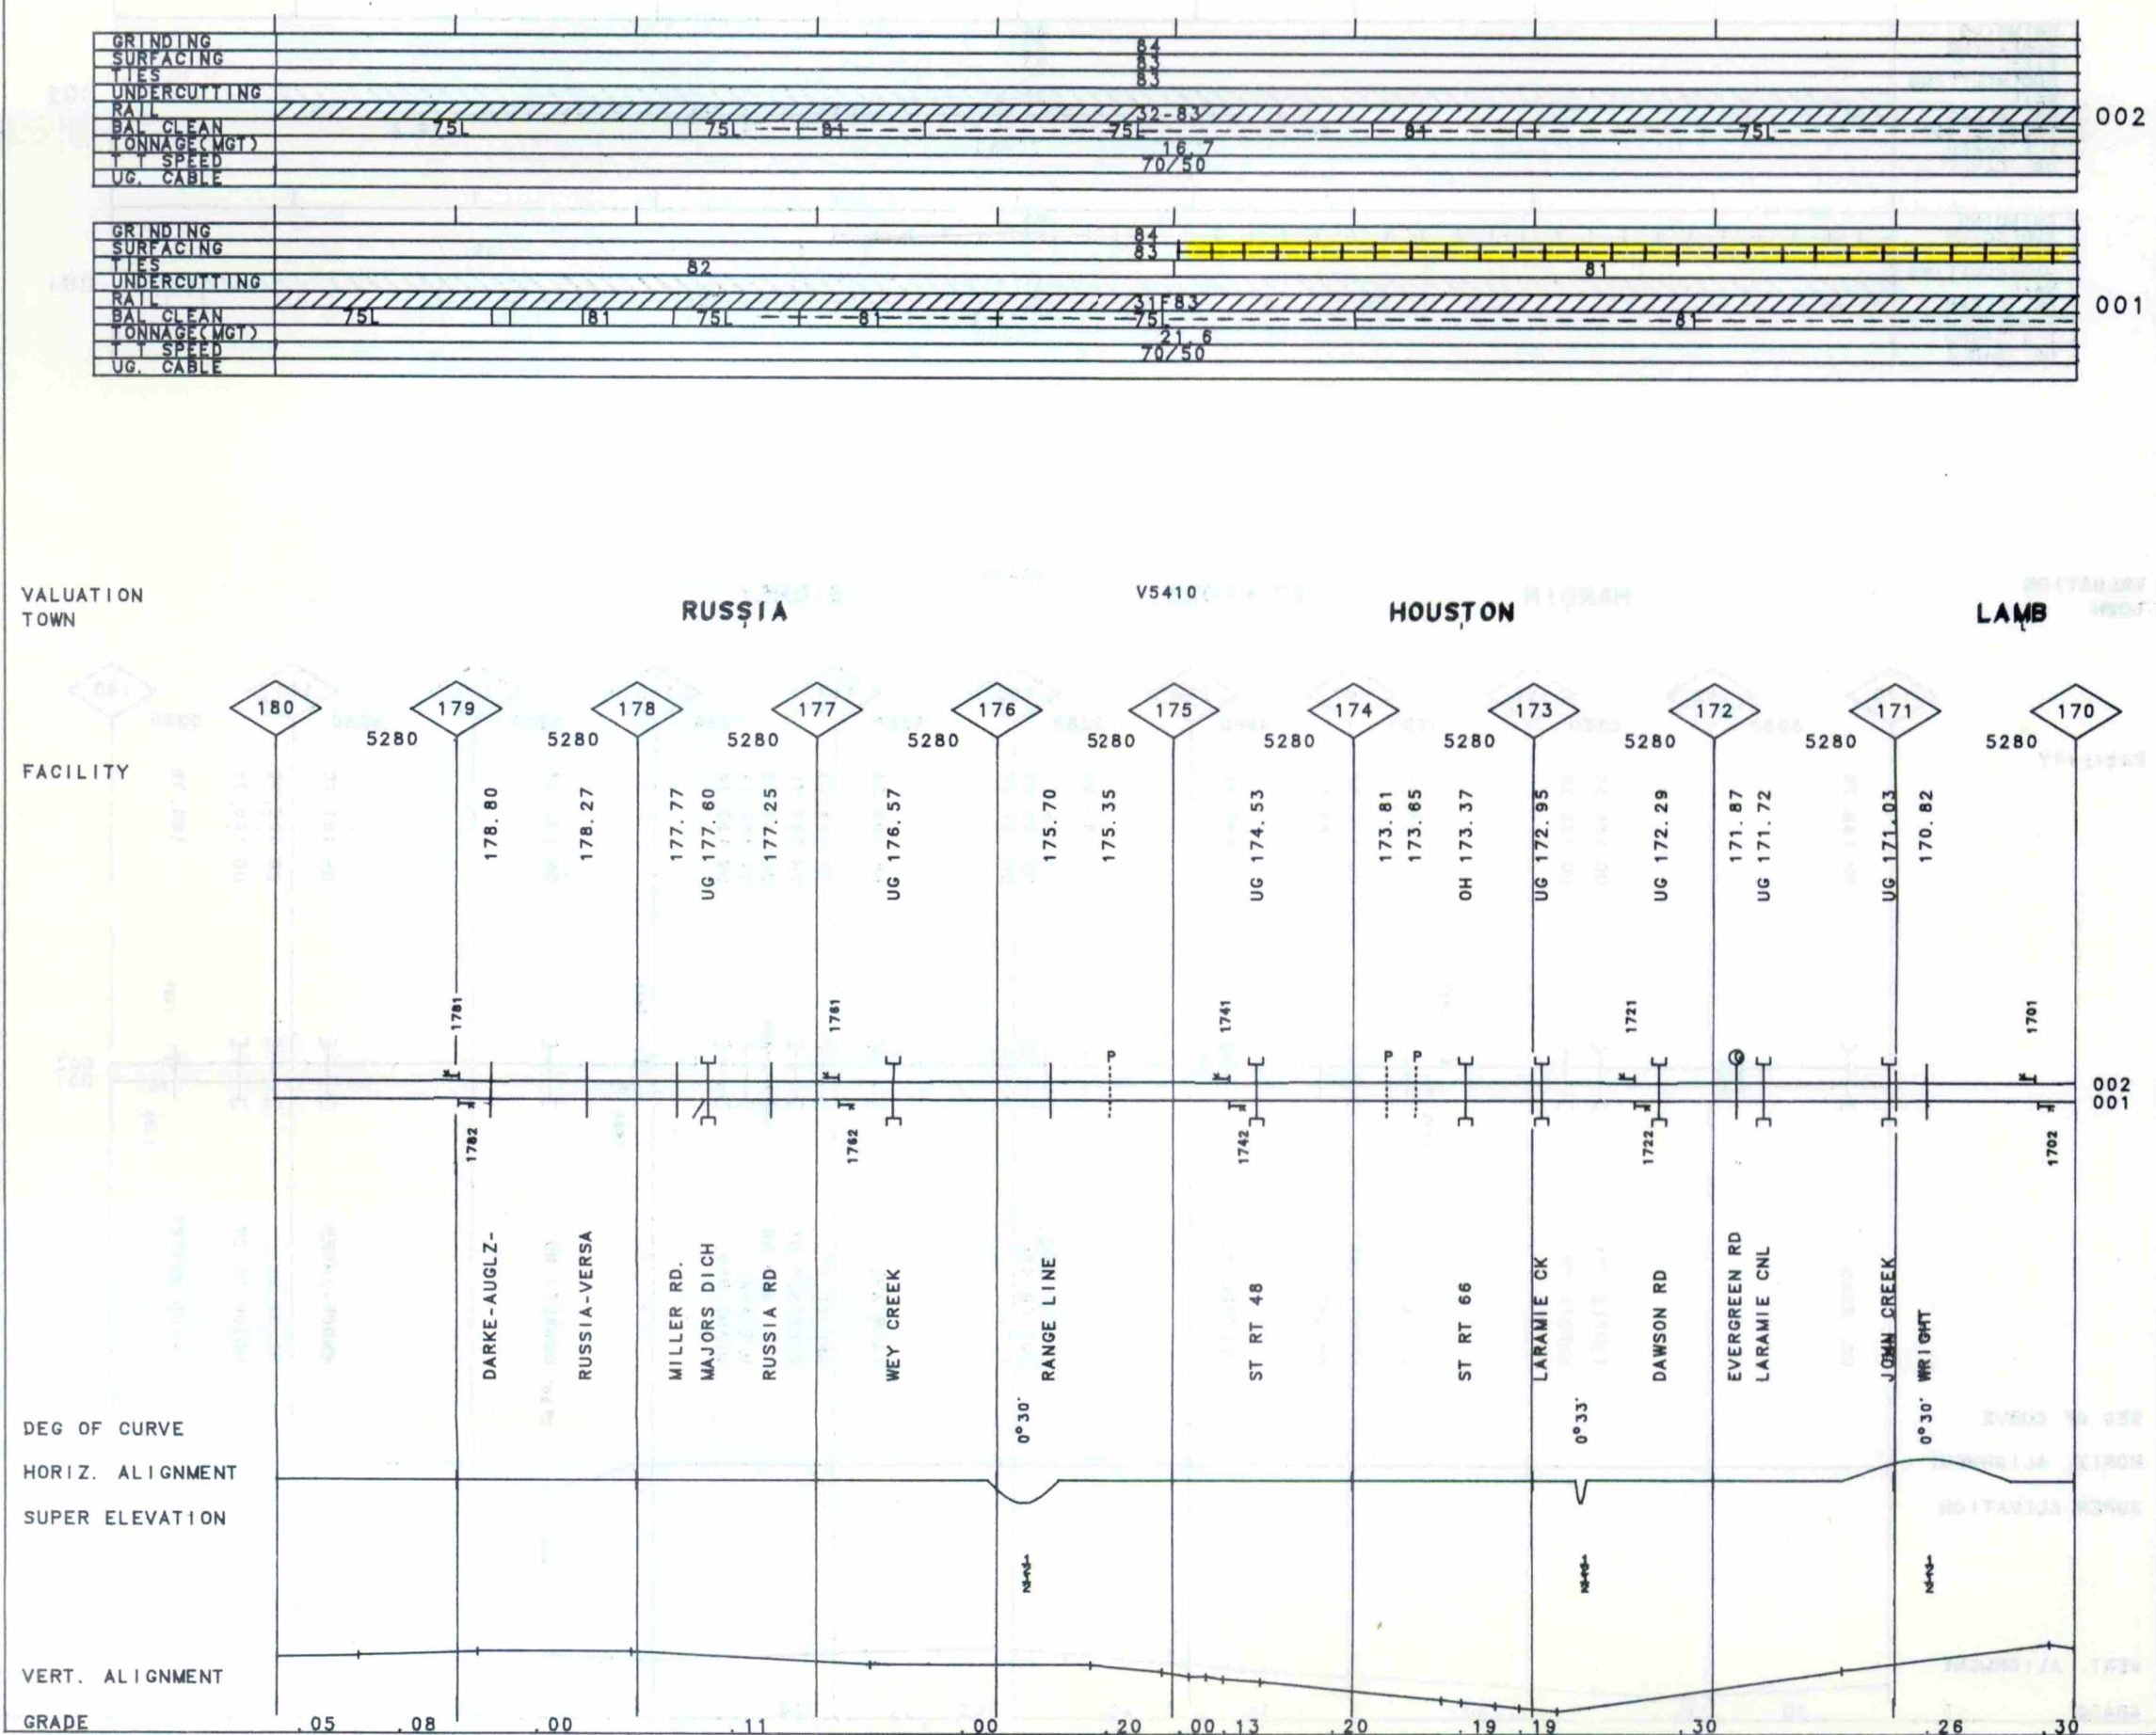 GRINDING 84
SURFACING 83
TIES 83
UNDERCUTTING
RAIL 32-83 002
BAL CLEAN 75L 75L 81 75L 81 75L
TONNAGE(MGT) 16.7
T T SPEED 70/50
UG. CABLE
GRINDING 84
SURFACING 83
TIES 82 81
UNDERCUTTING
RAIL 31F83 001
BAL CLEAN 75L 81 75L 81 75L 81
TONNAGE(MGT) 21.6
T T SPEED 70/50
UG. CABLE
VALUATION V5410
TOWN RUSSIA HOUSTON LAMB
180 179 178 177 176 175 174 173 172 171 170
5280 5280 5280 5280 5280 5280 5280 5280 5280 5280
FACILITY
178.80 178.27 177.77 UG 177.60 177.25 UG 176.57 175.70 175.35 UG 174.53 173.81 173.65 OH 173.37 UG 172.95 UG 172.29 171.87 UG 171.72 UG 171.03 170.82
1781 1761 1741 1721 1701
P P P
002
001
1782 1762 1742 1722 1702
DARKE-AUGLZ- RUSSIA-VERSA MILLER RD. MAJORS DICH RUSSIA RD WEY CREEK RANGE LINE ST RT 48 ST RT 66 LARAMIE CK DAWSON RD EVERGREEN RD LARAMIE CNL JOHN CREEK WRIGHT
DEG OF CURVE 0°30' 0°33' 0°30'
HORIZ. ALIGNMENT
SUPER ELEVATION
VERT. ALIGNMENT
GRADE .05 .08 .00 .11 .00 .20 .00 .13 .20 .19 .19 .30 .26 .30